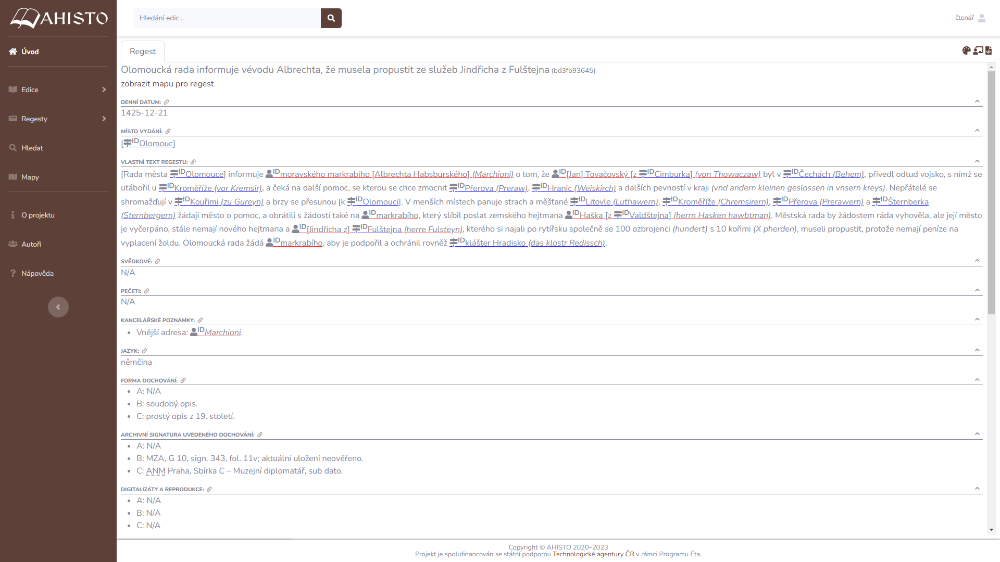 AHISTO
Hledání edic...
čtenář
Úvod
Edice
Regesty
Hledat
Mapy
O projektu
Autoři
Nápověda
Regest
Olomoucká rada informuje vévodu Albrechta, že musela propustit ze služeb Jindřicha z Fulštejna (bd3fb93645)
zobrazit mapu pro regest
DENNÍ DATUM:
1425-12-21
MÍSTO VYDÁNÍ:
[IDOlomouc]
VLASTNÍ TEXT REGESTU:
[Rada města IDOlomouce] informuje IDmoravského markrabího [Albrechta Habsburského] (Marchioni) o tom, že ID[Jan] Tovačovský [z IDCimburka] (von Thowaczaw) byl v IDČechách (Behem), přivedl odtud vojsko, s nímž se
utábořil u IDKroměříže (vor Kremsir), a čeká na další pomoc, se kterou se chce zmocnit IDPřerova (Preraw), IDHranic (Weiskirch) a dalších pevností v kraji (vnd andern kleinen geslossen in vnsern kreys). Nepřátelé se
shromažďují v IDKouřimi (zu Gureyn) a brzy se přesunou [k IDOlomouci]. V menších místech panuje strach a měšťané IDLitovle (Luthawern), IDKroměříže (Chremsirern), IDPřerova (Prerawern) a IDŠternberka
(Sternbergern) žádají město o pomoc, a obrátili s žádostí také na IDmarkrabího, který slíbil poslat zemského hejtmana IDHaška [z IDValdštejna] (herrn Hasken hawbtman). Městská rada by žádostem ráda vyhověla, ale její město
je vyčerpáno, stále nemají nového hejtmana a ID[Jindřicha z] IDFulštejna (herre Fulsteyn), kterého si najali po rytířsku společně se 100 ozbrojenci (hundert) s 10 koňmi (X pherden), museli propustit, protože nemají peníze na
vyplacení žoldu. Olomoucká rada žádá IDmarkrabího, aby je podpořil a ochránil rovněž IDklášter Hradisko (das klostr Redissch).
SVĚDKOVÉ:
N/A
PEČETI:
N/A
KANCELÁŘSKÉ POZNÁMKY:
Vnější adresa: IDMarchioni.
JAZYK:
němčina
FORMA DOCHOVÁNÍ:
A: N/A
B: soudobý opis.
C: prostý opis z 19. století.
ARCHIVNÍ SIGNATURA UVEDENÉHO DOCHOVÁNÍ:
A: N/A
B: MZA, G 10, sign. 343, fol. 11v; aktuální uložení neověřeno.
C: ANM Praha, Sbírka C – Muzejní diplomatář, sub dato.
DIGITALIZÁTY A REPRODUKCE:
A: N/A
B: N/A
C: N/A
Copyright © AHISTO 2020–2023
Projekt je spolufinancován se státní podporou Technologické agentury ČR v rámci Programu Éta.